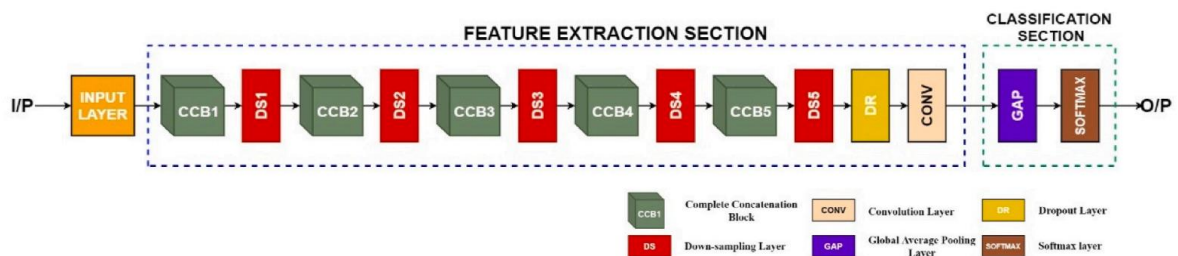 FEATURE EXTRACTION SECTION
CLASSIFICATION
SECTION
I/P
INPUT
LAYER
CCB1
DS1
CCB2
DS2
CCB3
DS3
CCB4
DS4
CCB5
DS5
DR
CONV
GAP
SOFTMAX
O/P
CCB1
Complete Concatenation
Block
CONV
Convolution Layer
DR
Dropout Layer
DS
Down-sampling Layer
GAP
Global Average Pooling
Layer
SOFTMAX
Softmax layer